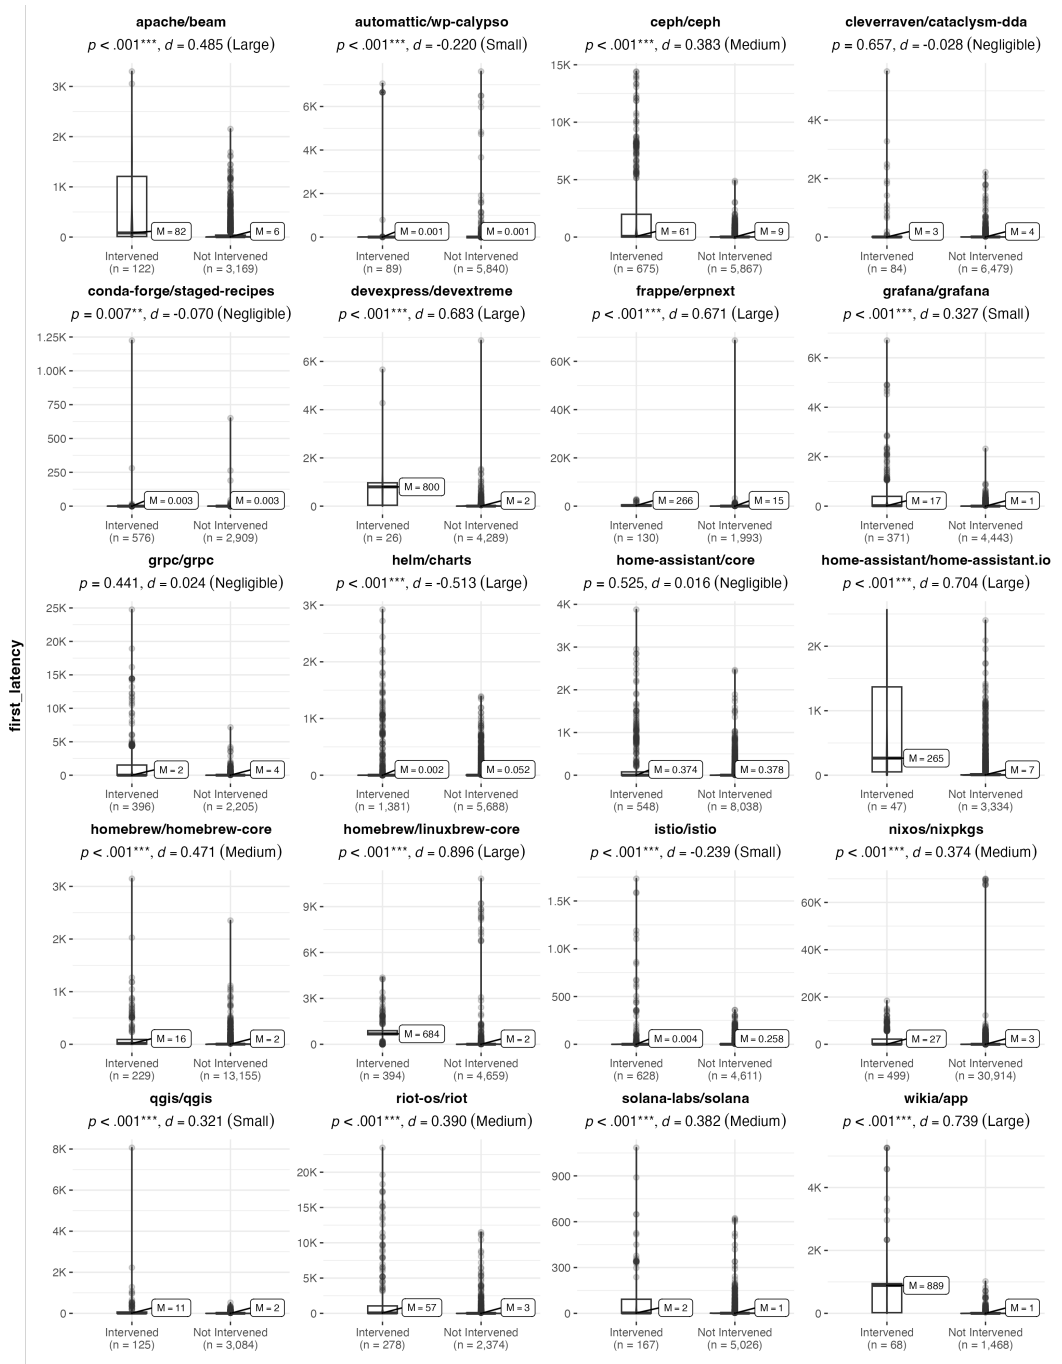 apache/beam
p < .001***, d = 0.485 (Large)
3K
2K
1K
0
M = 82
M = 6
Intervened
(n = 122)
Not Intervened
(n = 3,169)
automattic/wp-calypso
p < .001***, d = -0.220 (Small)
6K
4K
2K
0
M = 0.001
M = 0.001
Intervened
(n = 89)
Not Intervened
(n = 5,840)
ceph/ceph
p < .001***, d = 0.383 (Medium)
15K
10K
5K
0
M = 61
M = 9
Intervened
(n = 675)
Not Intervened
(n = 5,867)
cleverraven/cataclysm-dda
p = 0.657, d = -0.028 (Negligible)
4K
2K
0
M = 3
M = 4
Intervened
(n = 84)
Not Intervened
(n = 6,479)
conda-forge/staged-recipes
p = 0.007**, d = -0.070 (Negligible)
1.25K
1.00K
750
500
250
0
M = 0.003
M = 0.003
Intervened
(n = 576)
Not Intervened
(n = 2,909)
devexpress/devextreme
p < .001***, d = 0.683 (Large)
6K
4K
2K
0
M = 800
M = 2
Intervened
(n = 26)
Not Intervened
(n = 4,289)
frappe/erpnext
p < .001***, d = 0.671 (Large)
60K
40K
20K
0
M = 266
M = 15
Intervened
(n = 130)
Not Intervened
(n = 1,993)
grafana/grafana
p < .001***, d = 0.327 (Small)
6K
4K
2K
0
M = 17
M = 1
Intervened
(n = 371)
Not Intervened
(n = 4,443)
first_latency
grpc/grpc
p = 0.441, d = 0.024 (Negligible)
25K
20K
15K
10K
5K
0
M = 2
M = 4
Intervened
(n = 396)
Not Intervened
(n = 2,205)
helm/charts
p < .001***, d = -0.513 (Large)
3K
2K
1K
0
M = 0.002
M = 0.052
Intervened
(n = 1,381)
Not Intervened
(n = 5,688)
home-assistant/core
p = 0.525, d = 0.016 (Negligible)
4K
3K
2K
1K
0
M = 0.374
M = 0.378
Intervened
(n = 548)
Not Intervened
(n = 8,038)
home-assistant/home-assistant.io
p < .001***, d = 0.704 (Large)
2K
1K
0
M = 265
M = 7
Intervened
(n = 47)
Not Intervened
(n = 3,334)
homebrew/homebrew-core
p < .001***, d = 0.471 (Medium)
3K
2K
1K
0
M = 16
M = 2
Intervened
(n = 229)
Not Intervened
(n = 13,155)
homebrew/linuxbrew-core
p < .001***, d = 0.896 (Large)
9K
6K
3K
0
M = 684
M = 2
Intervened
(n = 394)
Not Intervened
(n = 4,659)
istio/istio
p < .001***, d = -0.239 (Small)
1.5K
1.0K
500
0
M = 0.004
M = 0.258
Intervened
(n = 628)
Not Intervened
(n = 4,611)
nixos/nixpkgs
p < .001***, d = 0.374 (Medium)
60K
40K
20K
0
M = 27
M = 3
Intervened
(n = 499)
Not Intervened
(n = 30,914)
qgis/qgis
p < .001***, d = 0.321 (Small)
8K
6K
4K
2K
0
M = 11
M = 2
Intervened
(n = 125)
Not Intervened
(n = 3,084)
riot-os/riot
p < .001***, d = 0.390 (Medium)
20K
15K
10K
5K
0
M = 57
M = 3
Intervened
(n = 278)
Not Intervened
(n = 2,374)
solana-labs/solana
p < .001***, d = 0.382 (Medium)
900
600
300
0
M = 2
M = 1
Intervened
(n = 167)
Not Intervened
(n = 5,026)
wikia/app
p < .001***, d = 0.739 (Large)
4K
2K
0
M = 889
M = 1
Intervened
(n = 68)
Not Intervened
(n = 1,468)